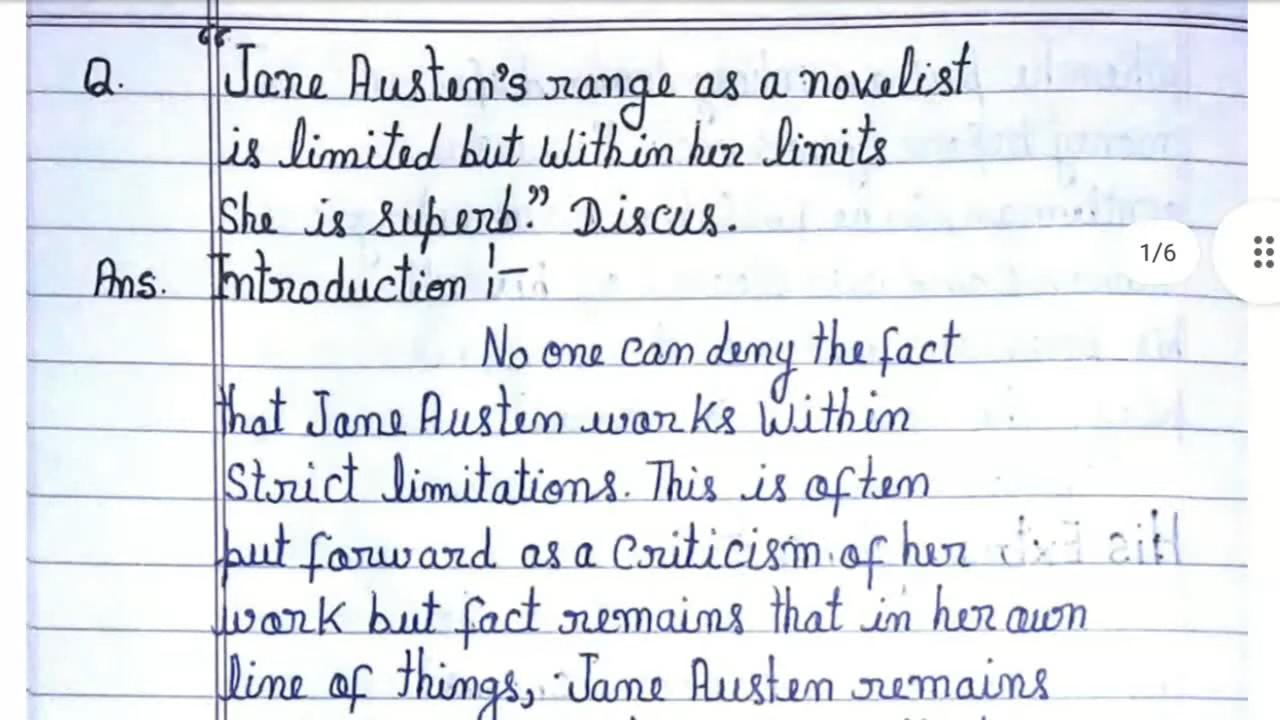 Q. "Jane Austen's range as a novelist
is limited but within her limits
She is superb." Discus.
Ans. Introduction :-
No one can deny the fact
that Jane Austen works within
Strict limitations. This is often
put forward as a criticism of her
work but fact remains that in her own
line of things, Jane Austen remains
1/6